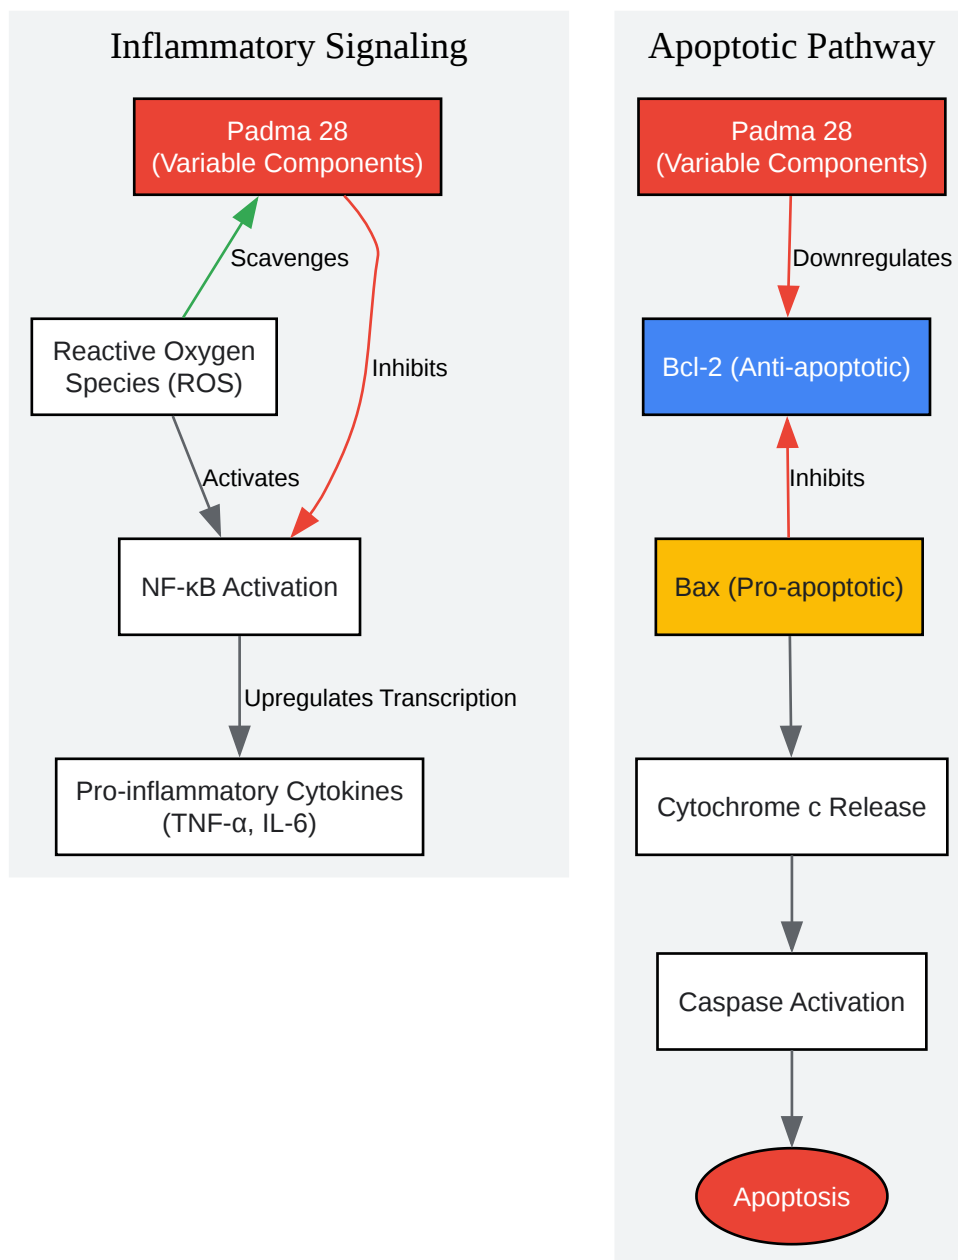 Inflammatory Signaling
Padma 28
(Variable Components)
Scavenges
Reactive Oxygen
Species (ROS)
Inhibits
Activates
NF-κB Activation
Upregulates Transcription
Pro-inflammatory Cytokines
(TNF-α, IL-6)
Apoptotic Pathway
Padma 28
(Variable Components)
Downregulates
Bcl-2 (Anti-apoptotic)
Inhibits
Bax (Pro-apoptotic)
Cytochrome c Release
Caspase Activation
Apoptosis